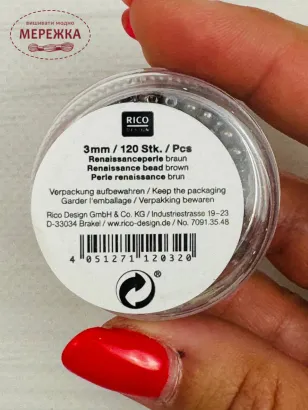 вишивати модно
МЕРЕЖКА
RICO
DESIGN
3mm / 120 Stk. / Pcs
Renaissanceperle braun
Renaissance bead brown
Perle renaissance brun
Verpackung aufbewahren / Keep the packaging
Garder l'emballage / Verpakking bewaren
Rico Design GmbH & Co. KG / Industriestrasse 19-23
D-33034 Brakel / www.rico-design.de / No. 7091.35.48
4 051271 120320